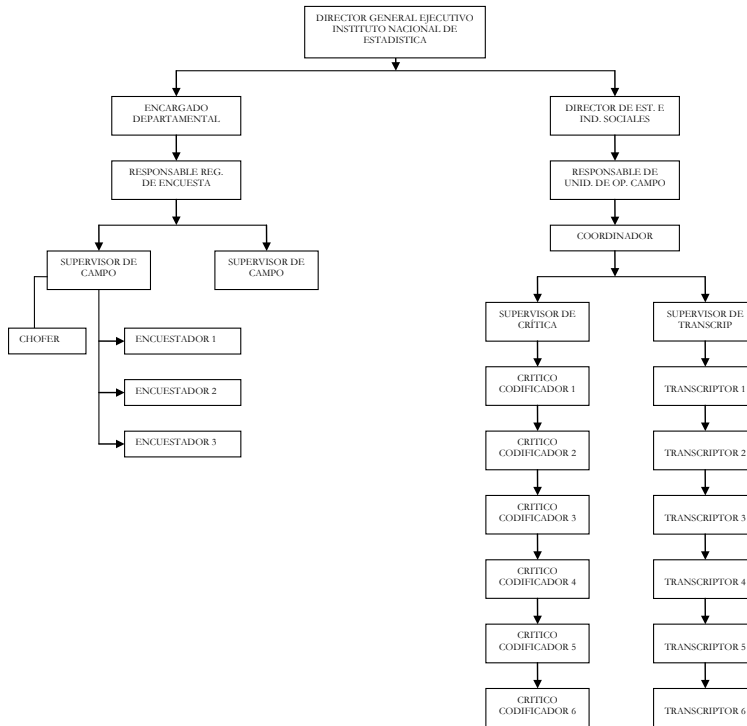 DIRECTOR GENERAL EJECUTIVO
INSTITUTO NACIONAL DE
ESTADISTICA
ENCARGADO
DEPARTAMENTAL
DIRECTOR DE EST. E
IND. SOCIALES
RESPONSABLE REG.
DE ENCUESTA
RESPONSABLE DE
UNID. DE OP. CAMPO
COORDINADOR
SUPERVISOR DE
CAMPO
SUPERVISOR DE
CAMPO
SUPERVISOR DE
CRÍTICA
SUPERVISOR DE
TRANSCRIP
CHOFER
ENCUESTADOR 1
ENCUESTADOR 2
ENCUESTADOR 3
CRITICO
CODIFICADOR 1
TRANSCRIPTOR 1
CRITICO
CODIFICADOR 2
TRANSCRIPTOR 2
CRITICO
CODIFICADOR 3
TRANSCRIPTOR 3
CRITICO
CODIFICADOR 4
TRANSCRIPTOR 4
CRITICO
CODIFICADOR 5
TRANSCRIPTOR 5
CRITICO
CODIFICADOR 6
TRANSCRIPTOR 6